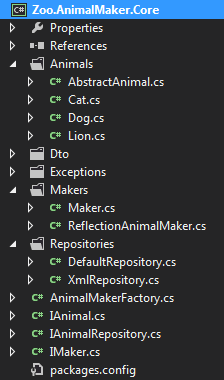 Zoo.AnimalMaker.Core
Properties
References
Animals
C# AbstractAnimal.cs
C# Cat.cs
C# Dog.cs
C# Lion.cs
Dto
Exceptions
Makers
C# Maker.cs
C# ReflectionAnimalMaker.cs
Repositories
C# DefaultRepository.cs
C# XmlRepository.cs
C# AnimalMakerFactory.cs
C# IAnimal.cs
C# IAnimalRepository.cs
C# IMaker.cs
packages.config